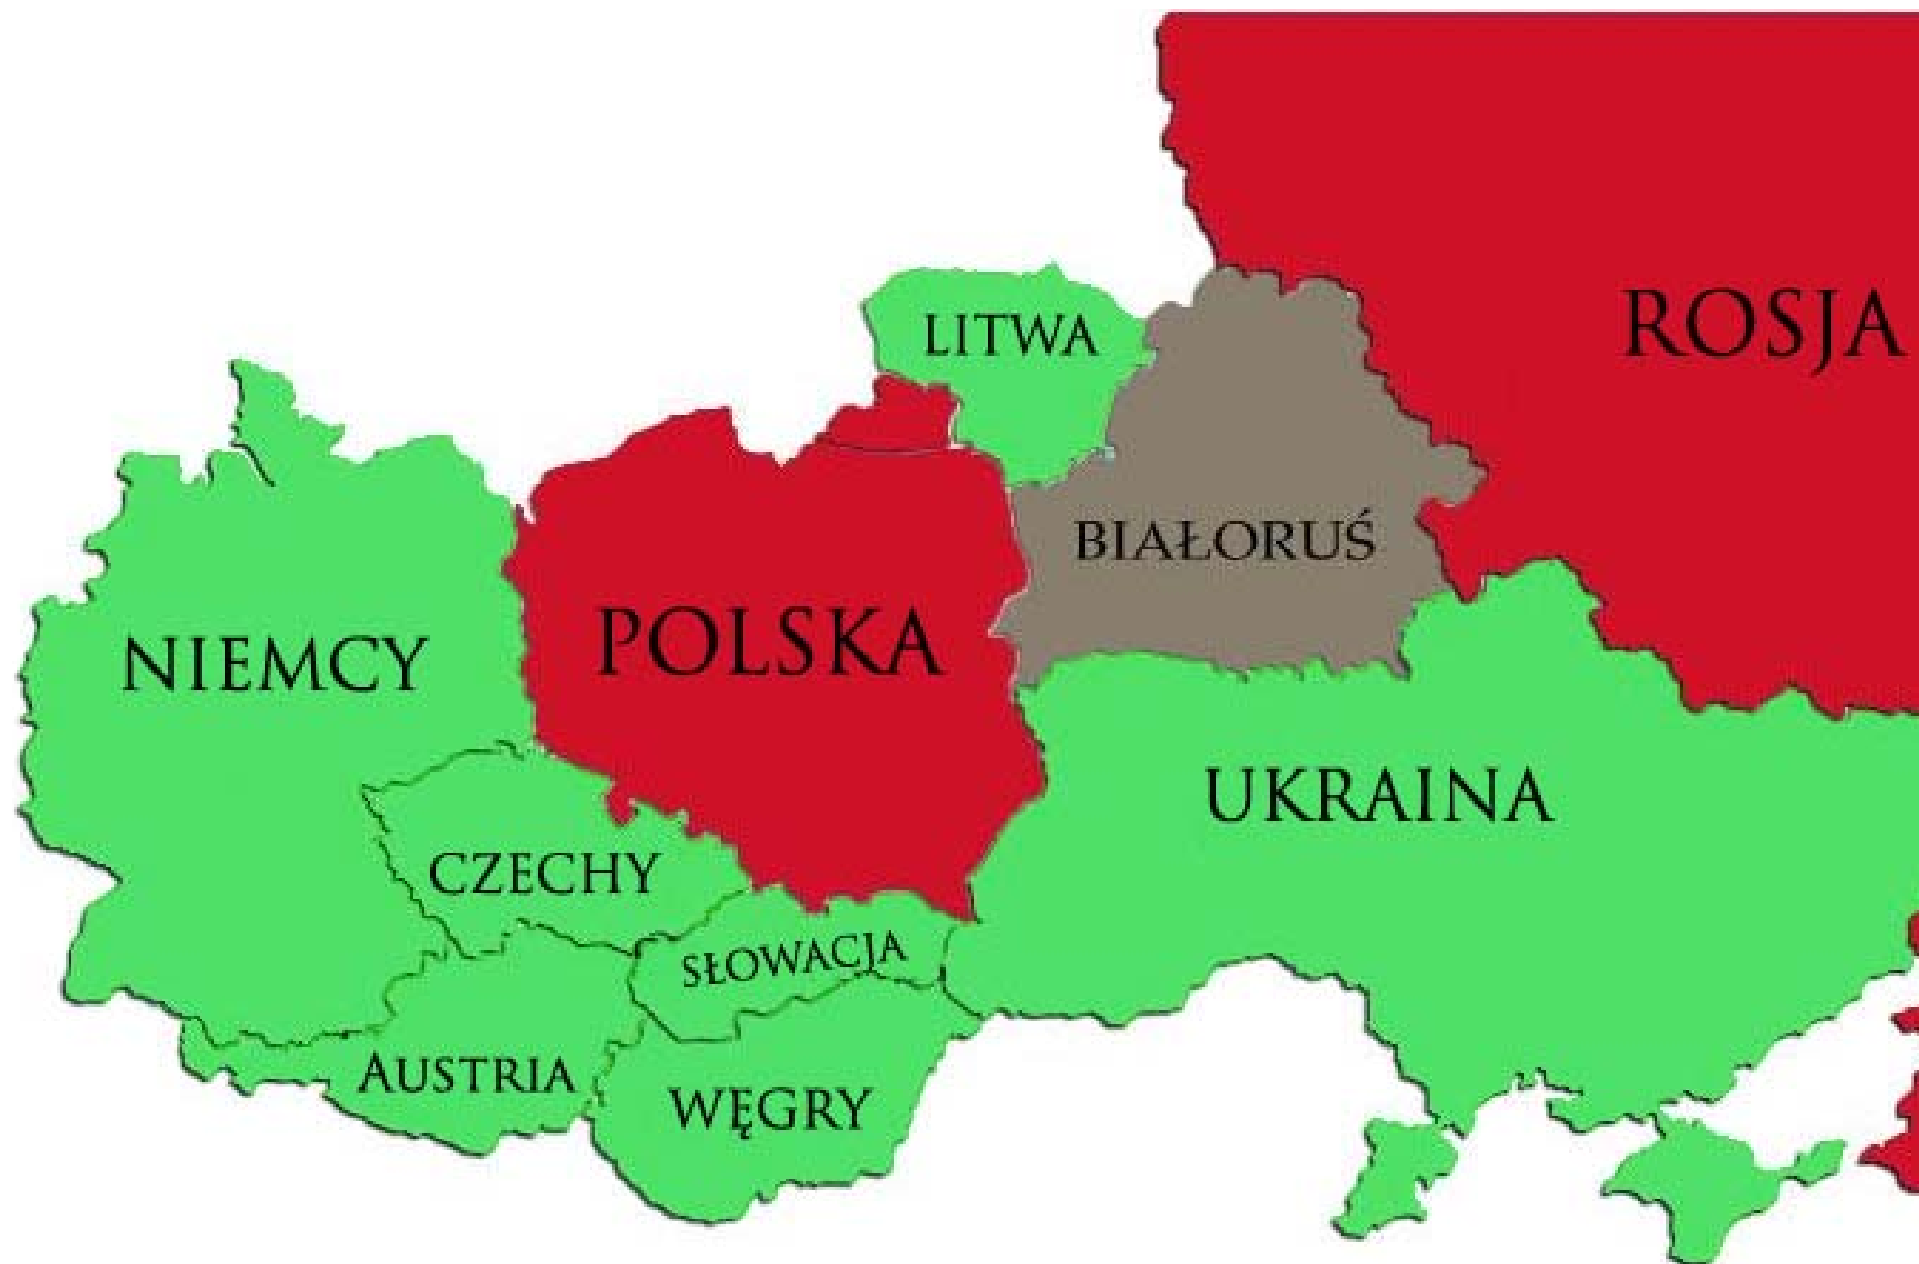 ROSJA
LITWA
BIAŁORUŚ
POLSKA
NIEMCY
UKRAINA
CZECHY
SŁOWACJA
AUSTRIA
WĘGRY